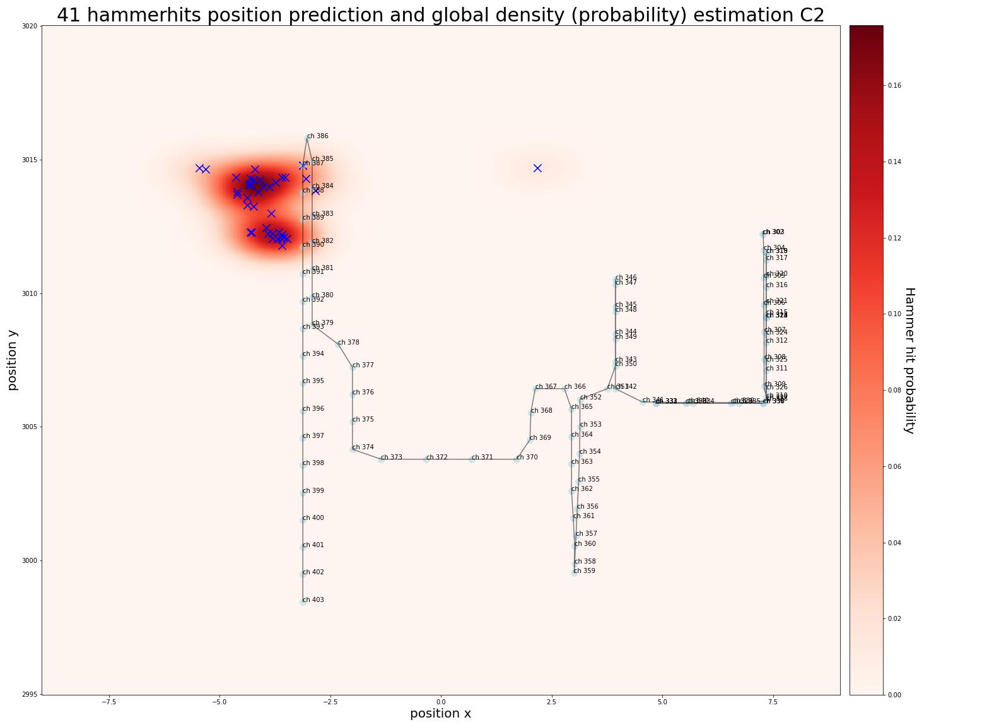 41 hammerhits position prediction and global density (probability) estimation C2
3020
3015
3010
3005
3000
2995
position y
−7.5
−5.0
−2.5
0.0
2.5
5.0
7.5
position x
0.16
0.14
0.12
0.10
0.08
0.06
0.04
0.02
0.00
Hammer hit probability
ch 386
ch 385
ch 387
ch 384
ch 388
ch 383
ch 389
ch 382
ch 390
ch 381
ch 391
ch 380
ch 392
ch 379
ch 393
ch 378
ch 394
ch 377
ch 395
ch 376
ch 396
ch 375
ch 397
ch 374
ch 398
ch 373
ch 372
ch 371
ch 370
ch 399
ch 400
ch 401
ch 402
ch 403
ch 369
ch 368
ch 367
ch 366
ch 365
ch 364
ch 363
ch 362
ch 361
ch 360
ch 359
ch 358
ch 357
ch 356
ch 355
ch 354
ch 353
ch 352
ch 342
ch 350
ch 343
ch 349
ch 344
ch 348
ch 345
ch 347
ch 346
ch 341
ch 304
ch 317
ch 320
ch 316
ch 321
ch 306
ch 315
ch 307
ch 324
ch 312
ch 308
ch 325
ch 311
ch 309
ch 326